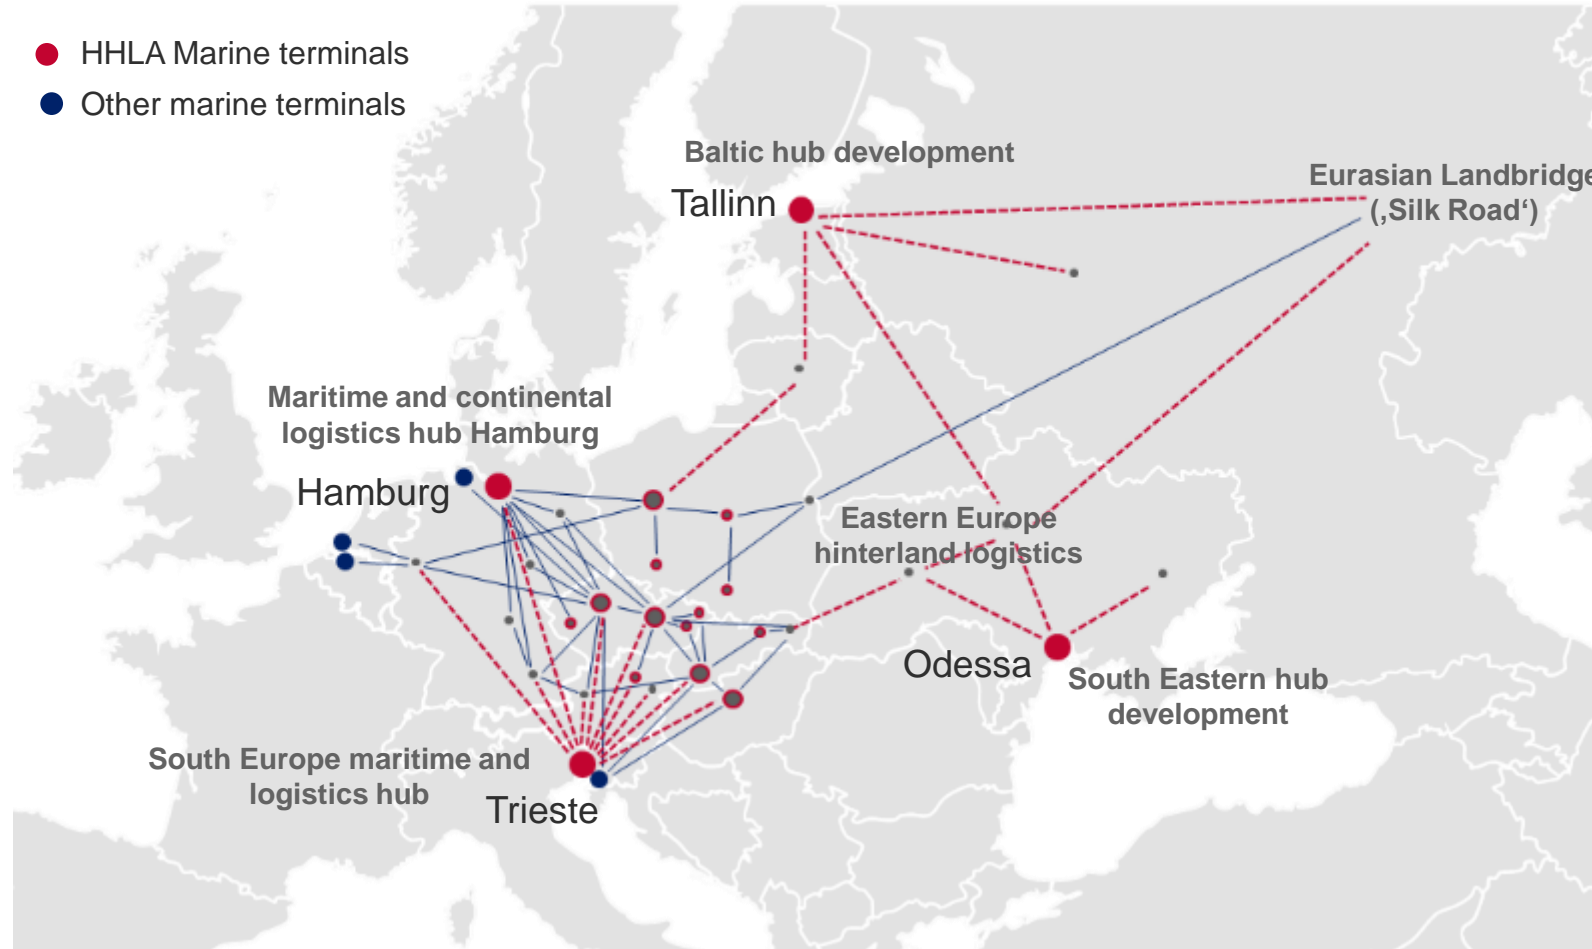 HHLA Marine terminals
Other marine terminals
Baltic hub development
Tallinn
Eurasian Landbridge
(‚Silk Road‘)
Maritime and continental
logistics hub Hamburg
Hamburg
Eastern Europe
hinterland logistics
Odessa
South Eastern hub
development
South Europe maritime and
logistics hub
Trieste